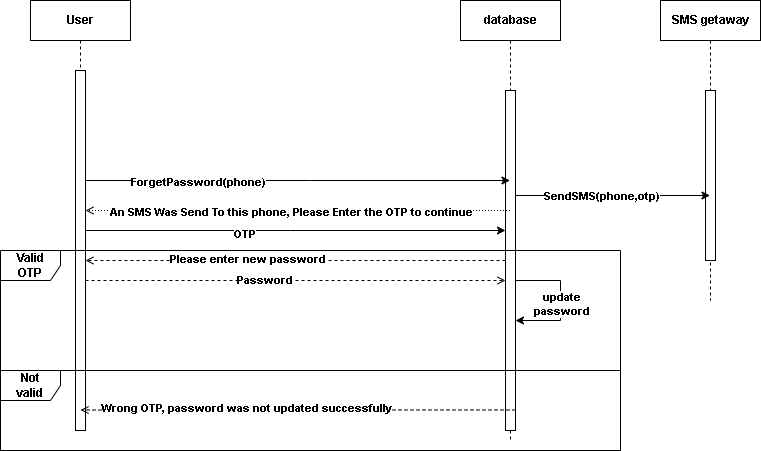 User
database
SMS getaway
ForgetPassword(phone)
SendSMS(phone,otp)
An SMS Was Send To this phone, Please Enter the OTP to continue
OTP
Valid
OTP
Please enter new password
Password
update
password
Not
valid
Wrong OTP, password was not updated successfully